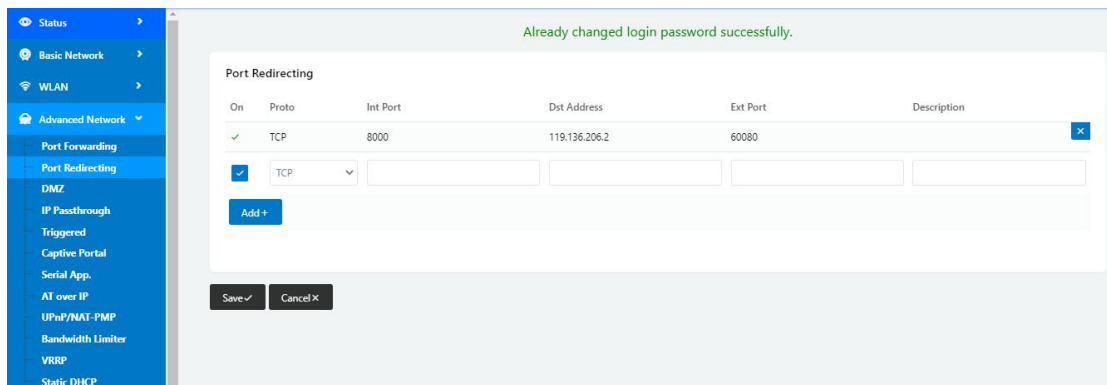 Status
Basic Network
WLAN
Advanced Network
Port Forwarding
Port Redirecting
DMZ
IP Passthrough
Triggered
Captive Portal
Serial App.
AT over IP
UPnP/NAT-PMP
Bandwidth Limiter
VRRP
Static DHCP
Already changed login password successfully.
Port Redirecting
On Proto Int Port Dst Address Ext Port Description
TCP 8000 119.136.206.2 60080
TCP
Add +
Save Cancel